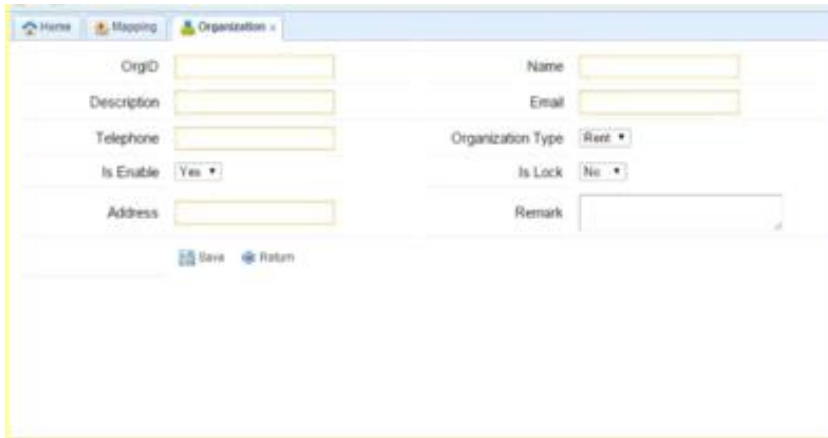 Home Mapping Organization x
OrgID Name
Description Email
Telephone Organization Type Rent
Is Enable Yes Is Lock No
Address Remark
Save Return